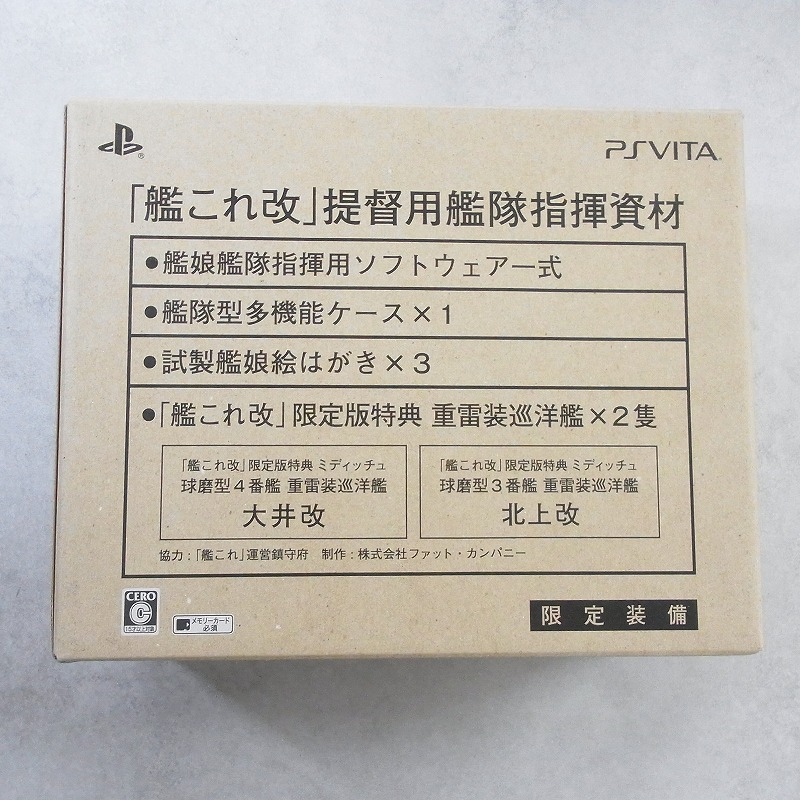 PSVITA
「艦これ改」提督用艦隊指揮資材
●艦娘艦隊指揮用ソフトウェア一式
●艦隊型多機能ケース×1
●試製艦娘絵はがき×3
●「艦これ改」限定版特典 重雷装巡洋艦×2隻
「艦これ改」限定版特典 ミディッチュ
球磨型4番艦 重雷装巡洋艦
大井改
「艦これ改」限定版特典 ミディッチュ
球磨型3番艦 重雷装巡洋艦
北上改
協力：「艦これ」運営鎮守府 制作：株式会社ファット・カンパニー
CERO
C
15才以上対象
メモリーカード
必須
限定装備